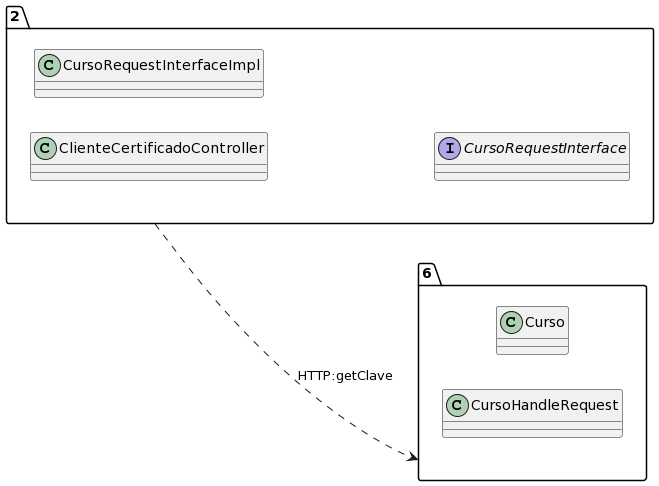 2
C CursoRequestInterfaceImpl
C ClienteCertificadoController
I CursoRequestInterface
6
C Curso
HTTP:getClave
C CursoHandleRequest